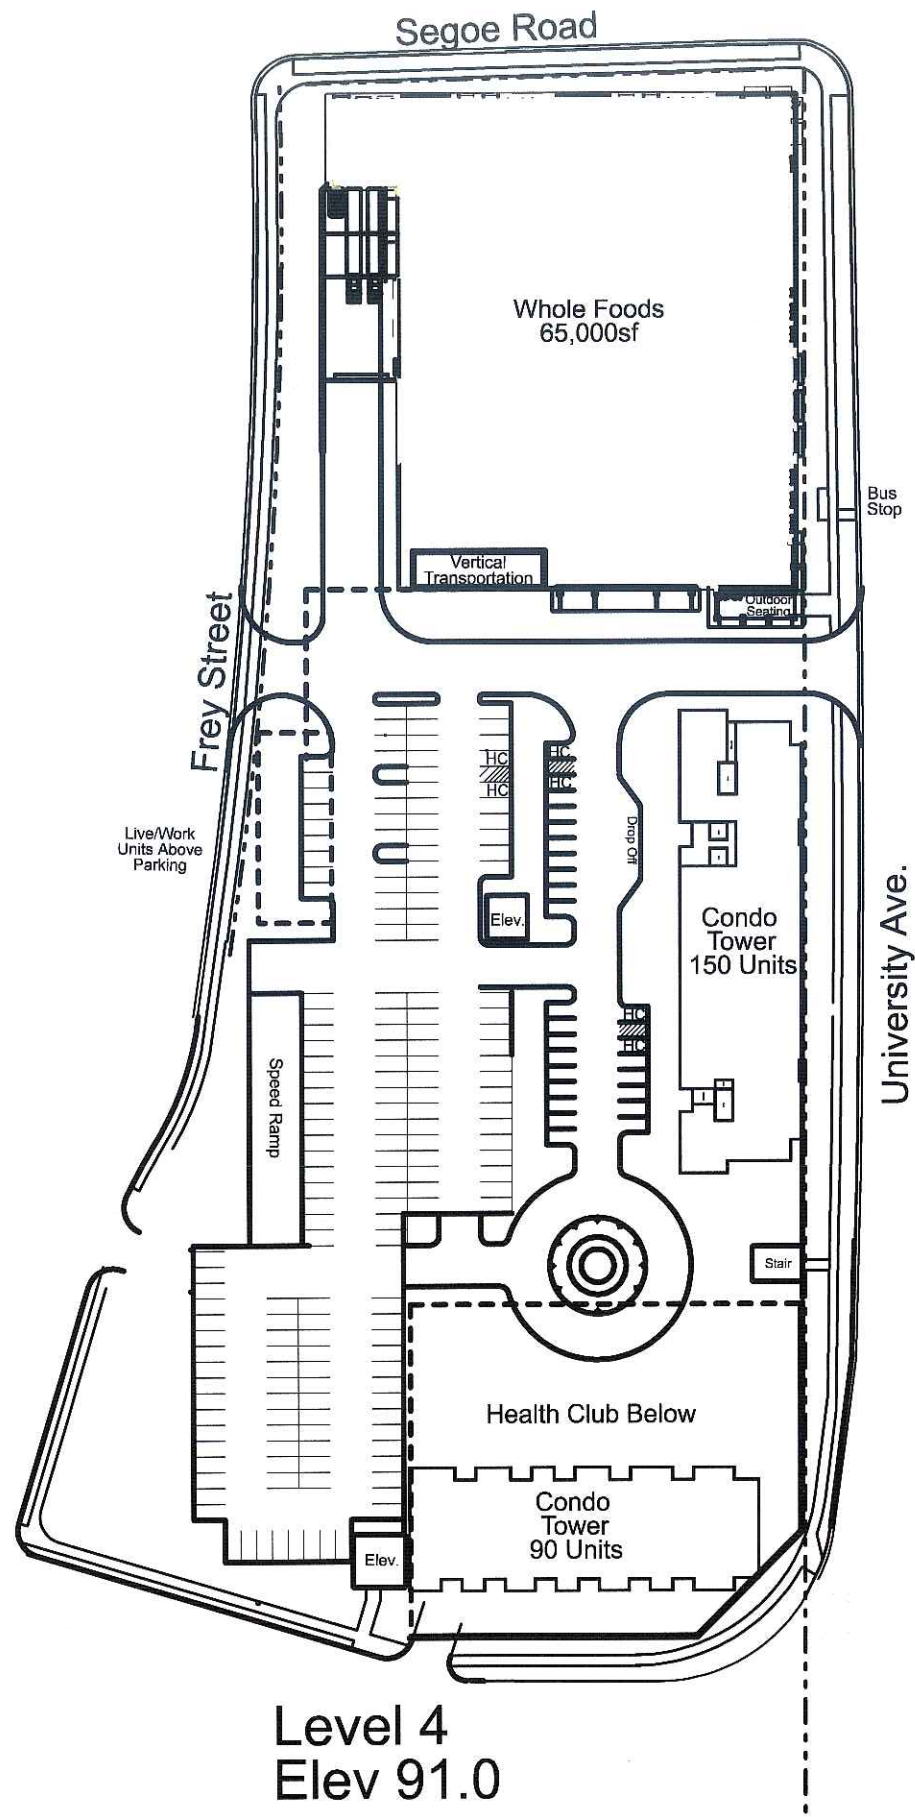 Segoe Road
Whole Foods
65,000sf
Bus
Stop
Vertical
Transportation
Outdoor
Seating
Frey Street
HC
HC
HC
HC
Live/Work
Units Above
Parking
Drop Off
Elev.
Condo
Tower
150 Units
University Ave.
HC
HC
Speed Ramp
Stair
Health Club Below
Condo
Tower
90 Units
Elev.
Level 4
Elev 91.0